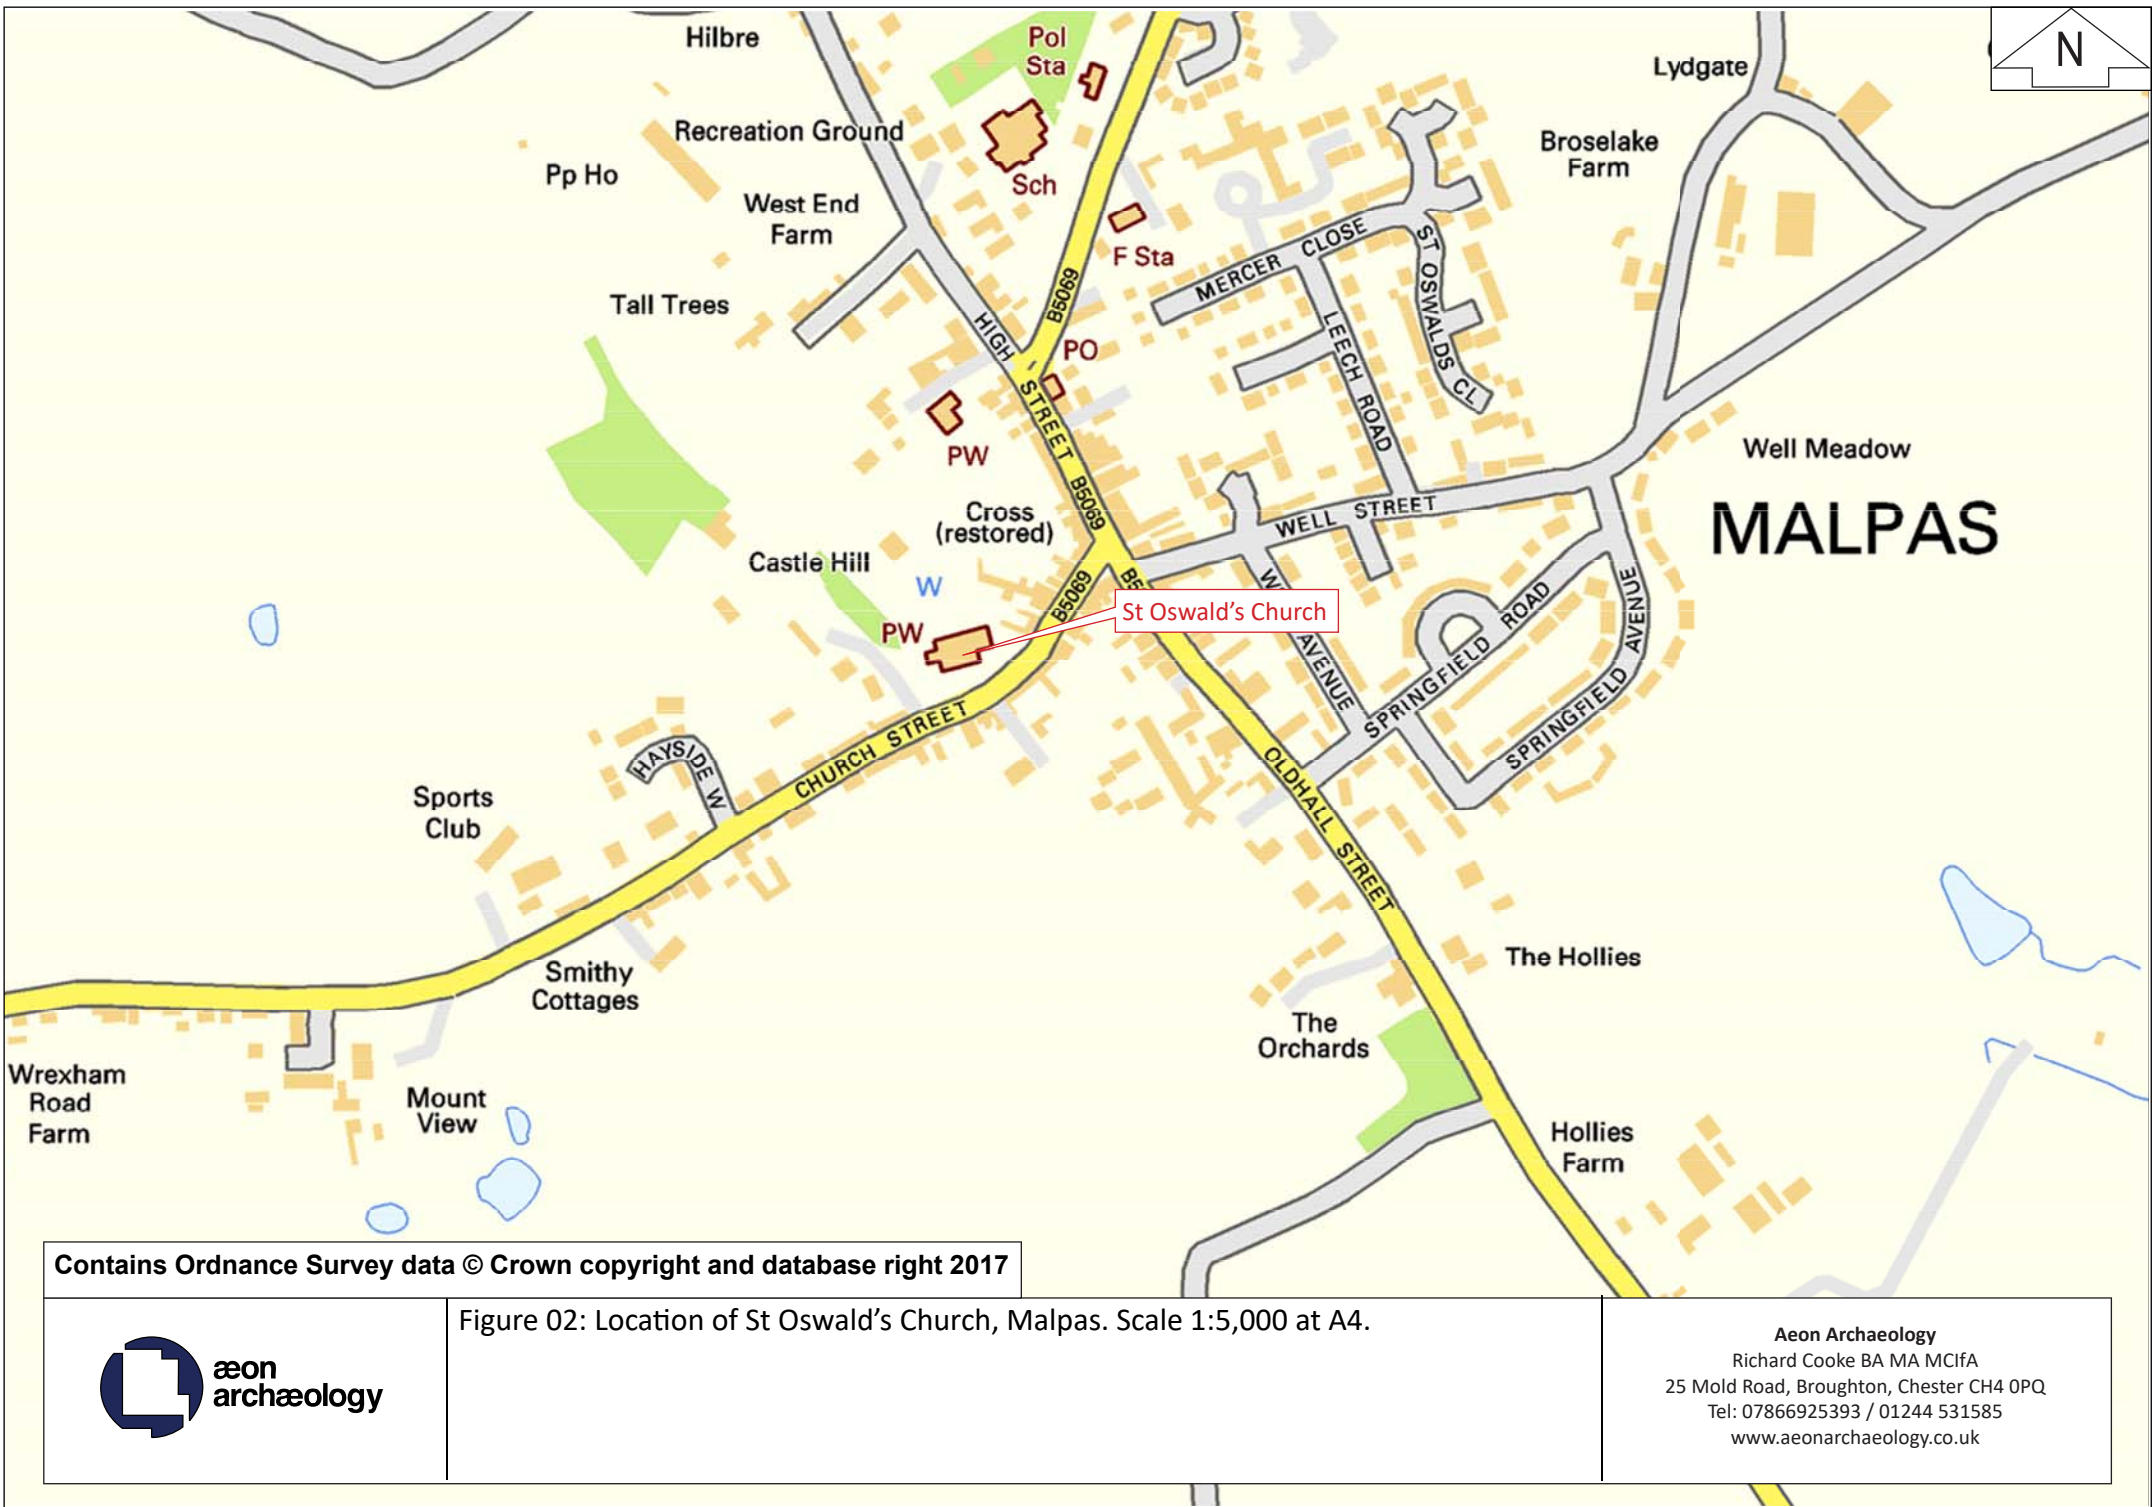 Hilbre
Pol
Sta
N
Lydgate
Recreation Ground
Broselake
Farm
Pp Ho
Sch
West End
Farm
F Sta
MERCER CLOSE
ST OSWALDS CL
B5069
Tall Trees
HIGH STREET
PO
LEECH ROAD
PW
Well Meadow
B5069
Cross
(restored)
WELL STREET
MALPAS
Castle Hill
W
B5069
St Oswald's Church
PW
AVENUE
SPRINGFIELD ROAD
SPRINGFIELD AVENUE
CHURCH STREET
HAYSIDE W
OLDHALL STREET
Sports
Club
The Hollies
Smithy
Cottages
The
Orchards
Wrexham
Road
Farm
Mount
View
Hollies
Farm
Contains Ordnance Survey data © Crown copyright and database right 2017
æon
archæology
Figure 02: Location of St Oswald's Church, Malpas. Scale 1:5,000 at A4.
Aeon Archaeology
Richard Cooke BA MA MCIfA
25 Mold Road, Broughton, Chester CH4 0PQ
Tel: 07866925393 / 01244 531585
www.aeonarchaeology.co.uk